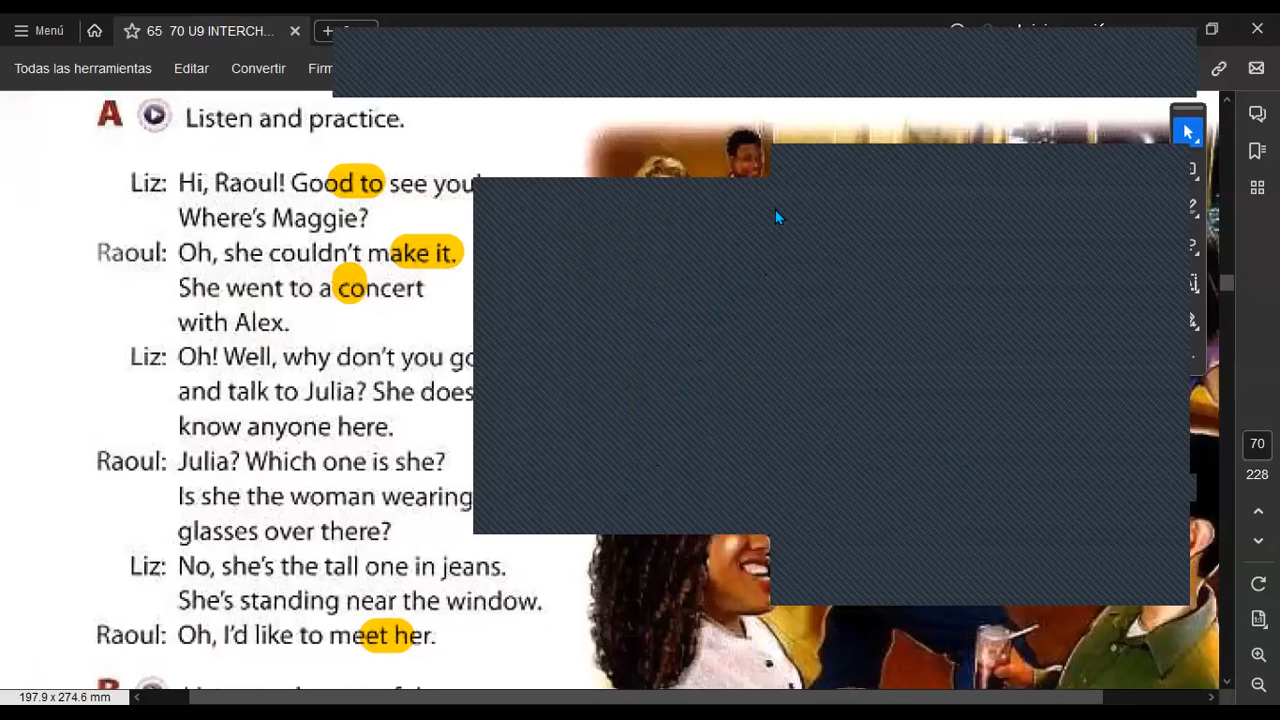 Menú
65 70 U9 INTERCH...
Todas las herramientas
Editar
Convertir
A Listen and practice.
Liz: Hi, Raoul! Good to see you!
Where's Maggie?
Raoul: Oh, she couldn't make it.
She went to a concert
with Alex.
Liz: Oh! Well, why don't you go
and talk to Julia? She does
know anyone here.
Raoul: Julia? Which one is she?
Is she the woman wearing
glasses over there?
Liz: No, she's the tall one in jeans.
She's standing near the window.
Raoul: Oh, I'd like to meet her.
70
228
197.9 x 274.6 mm